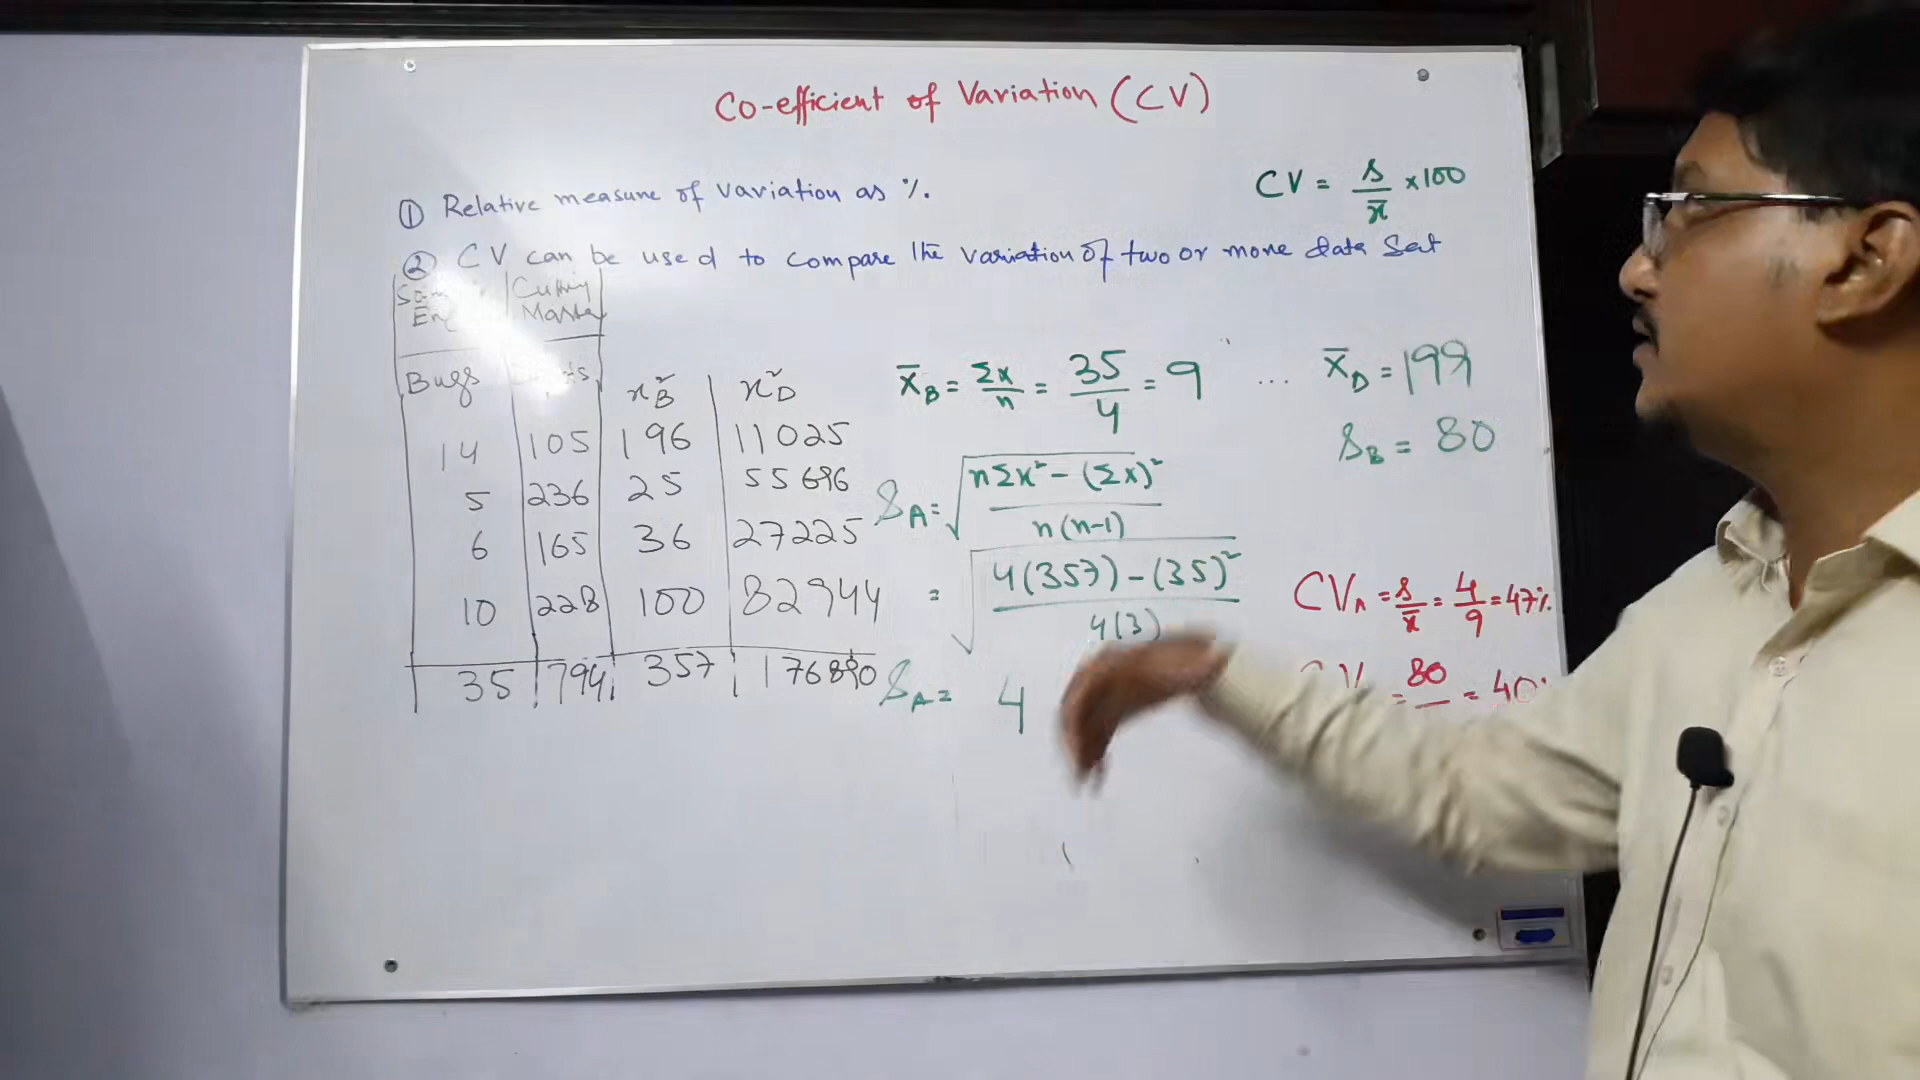 Co-efficient of Variation (CV)
① Relative measure of variation as %.
CV = s/x̄ ×100
② CV can be used to compare the variation of two or more data Set
Cutting
Master
Bugs
x²B | x²D
14 | 105 | 196 | 11025
5 | 236 | 25 | 55696
6 | 165 | 36 | 27225
10 | 228 | 100 | 82944
35 | 794 | 357 | 176890
x̄B = Σx/n = 35/4 = 9 ... x̄D = 199
sB = 80
sA = √(nΣx² - (Σx)²)/(n(n-1))
= √(4(357) - (35)²)/(4(3))
sA = 4
CVA = s/x̄ = 4/9 = 47%
= 80 = 40%